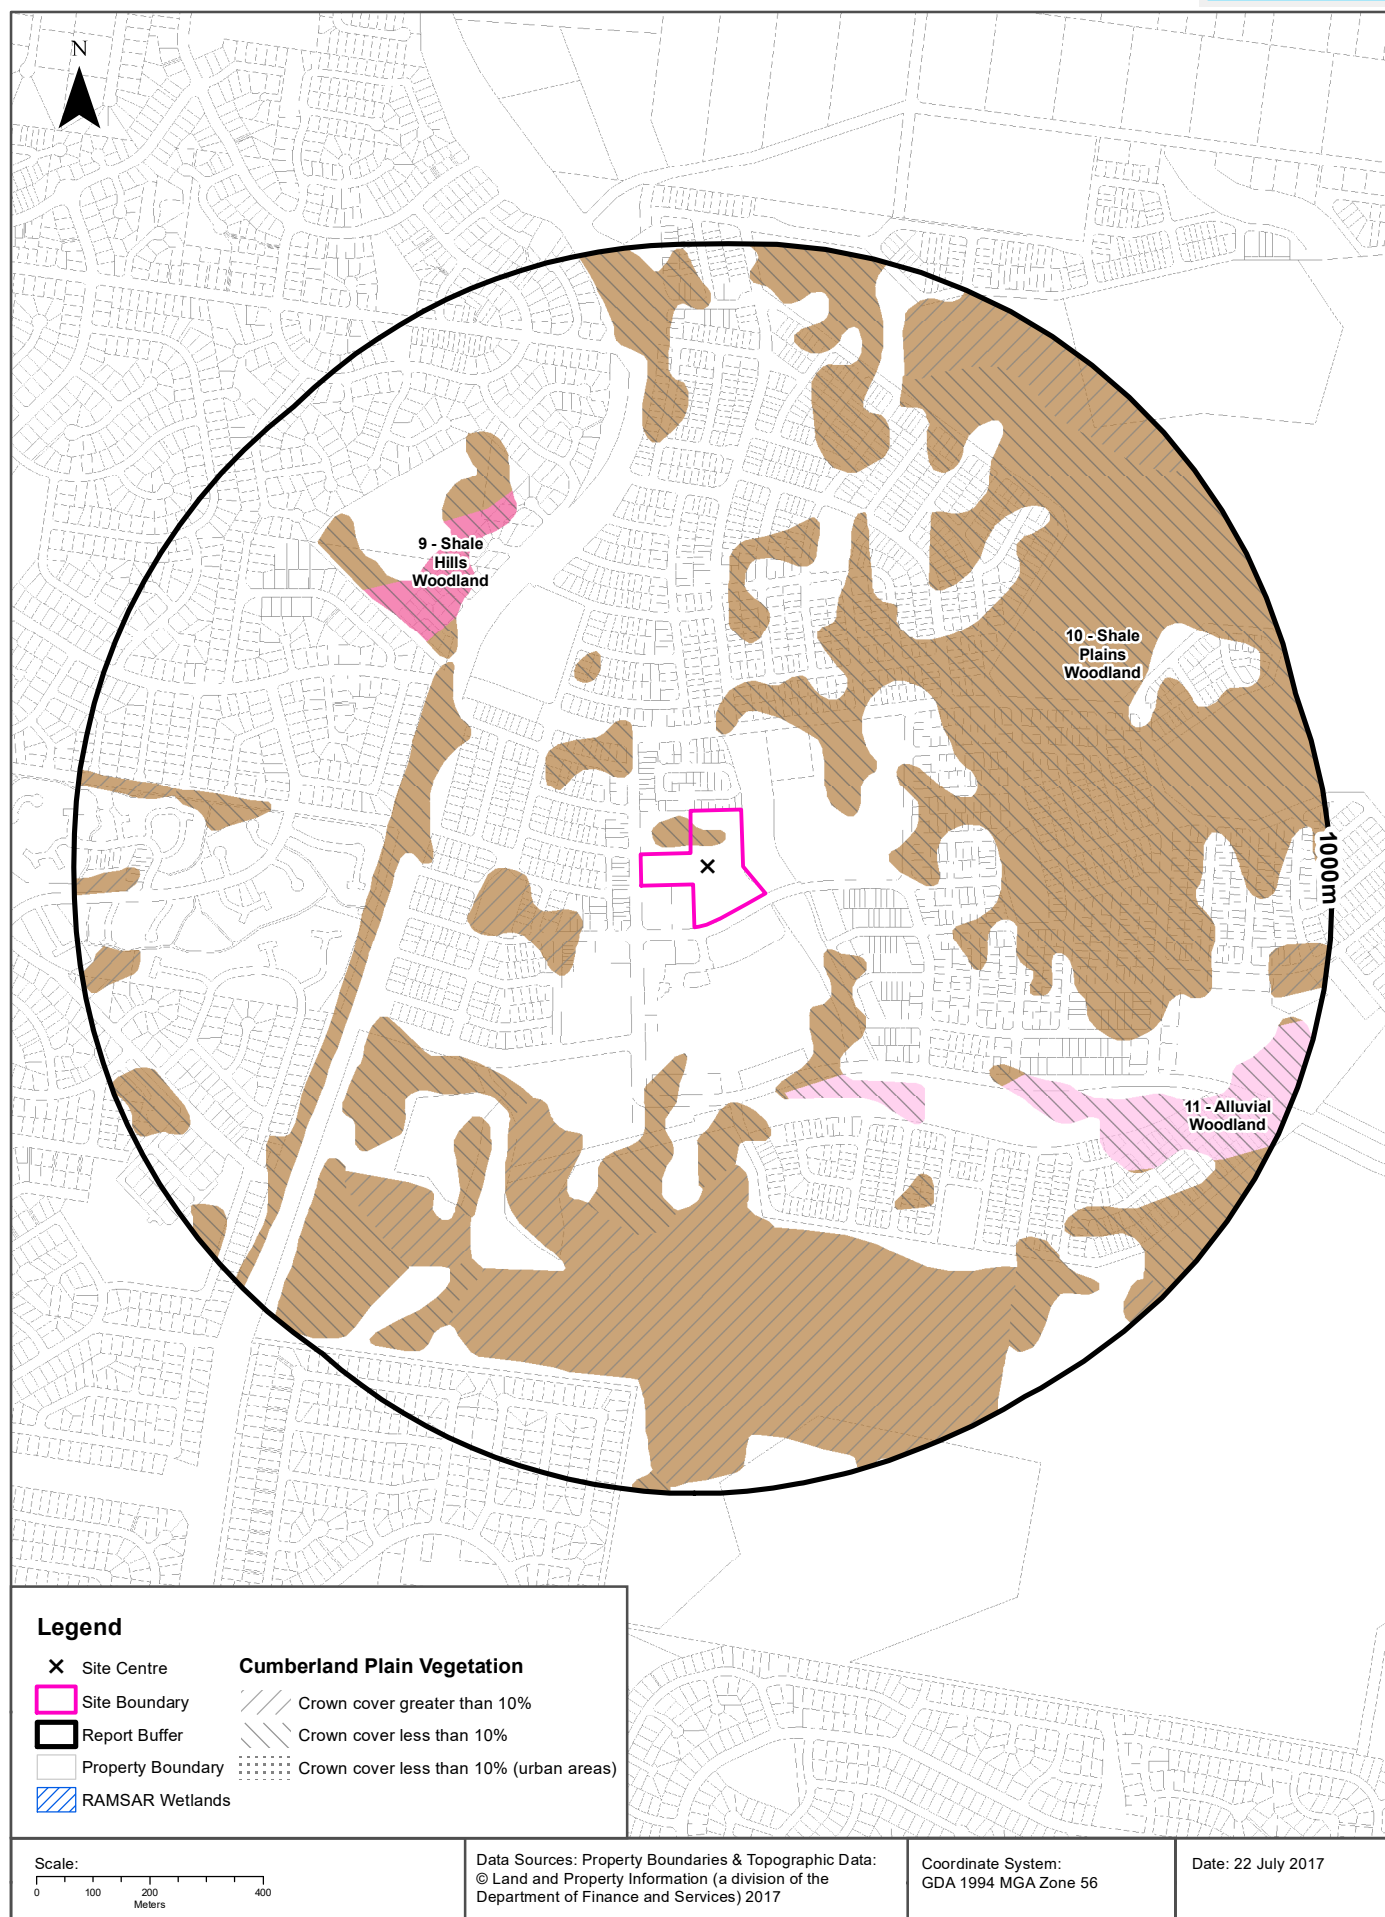 N
9 - Shale
Hills
Woodland
10 - Shale
Plains
Woodland
1000m
11 - Alluvial
Woodland
Legend
Site Centre
Site Boundary
Report Buffer
Property Boundary
RAMSAR Wetlands
Cumberland Plain Vegetation
Crown cover greater than 10%
Crown cover less than 10%
Crown cover less than 10% (urban areas)
Scale:
0 100 200 400
Meters
Data Sources: Property Boundaries & Topographic Data:
© Land and Property Information (a division of the
Department of Finance and Services) 2017
Coordinate System:
GDA 1994 MGA Zone 56
Date: 22 July 2017